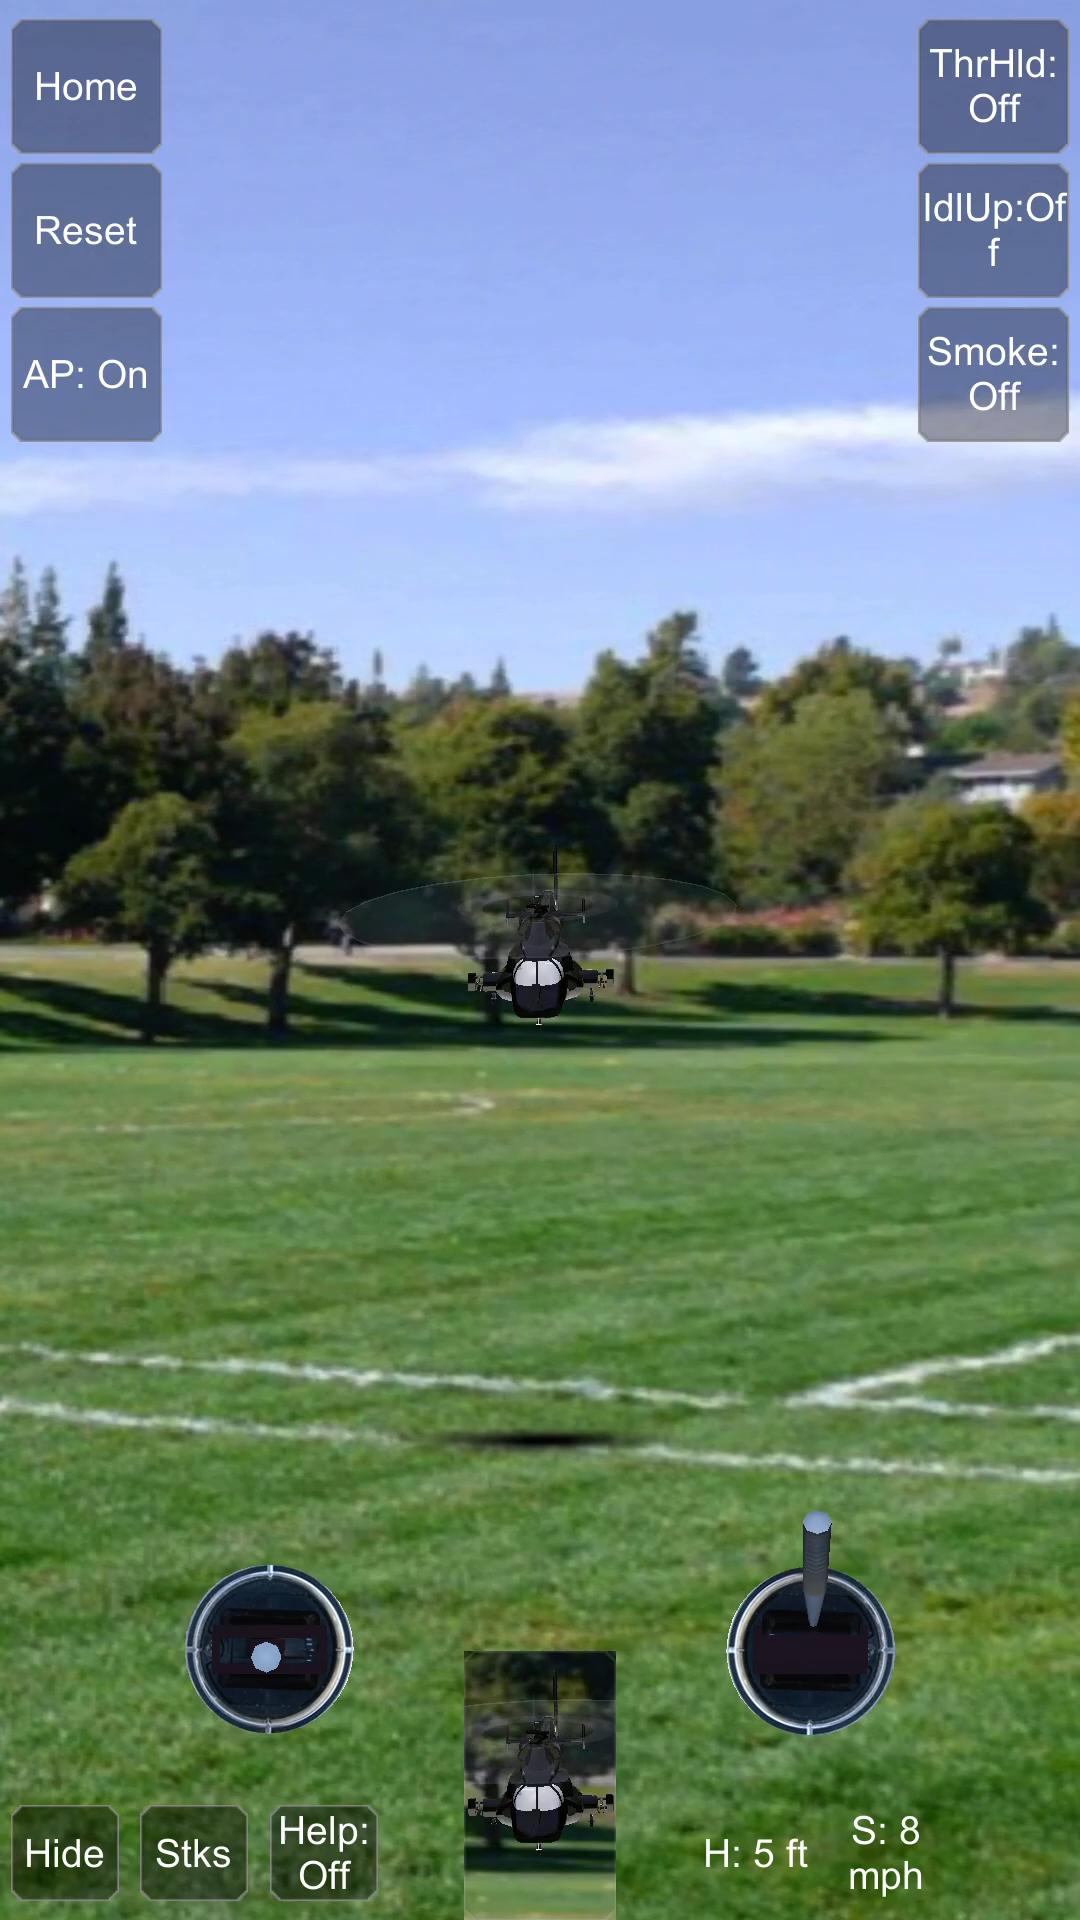 Home
ThrHld:
Off
Reset
IdlUp:Of
f
AP: On
Smoke:
Off
Hide
Stks
Help:
Off
H: 5 ft
S: 8
mph